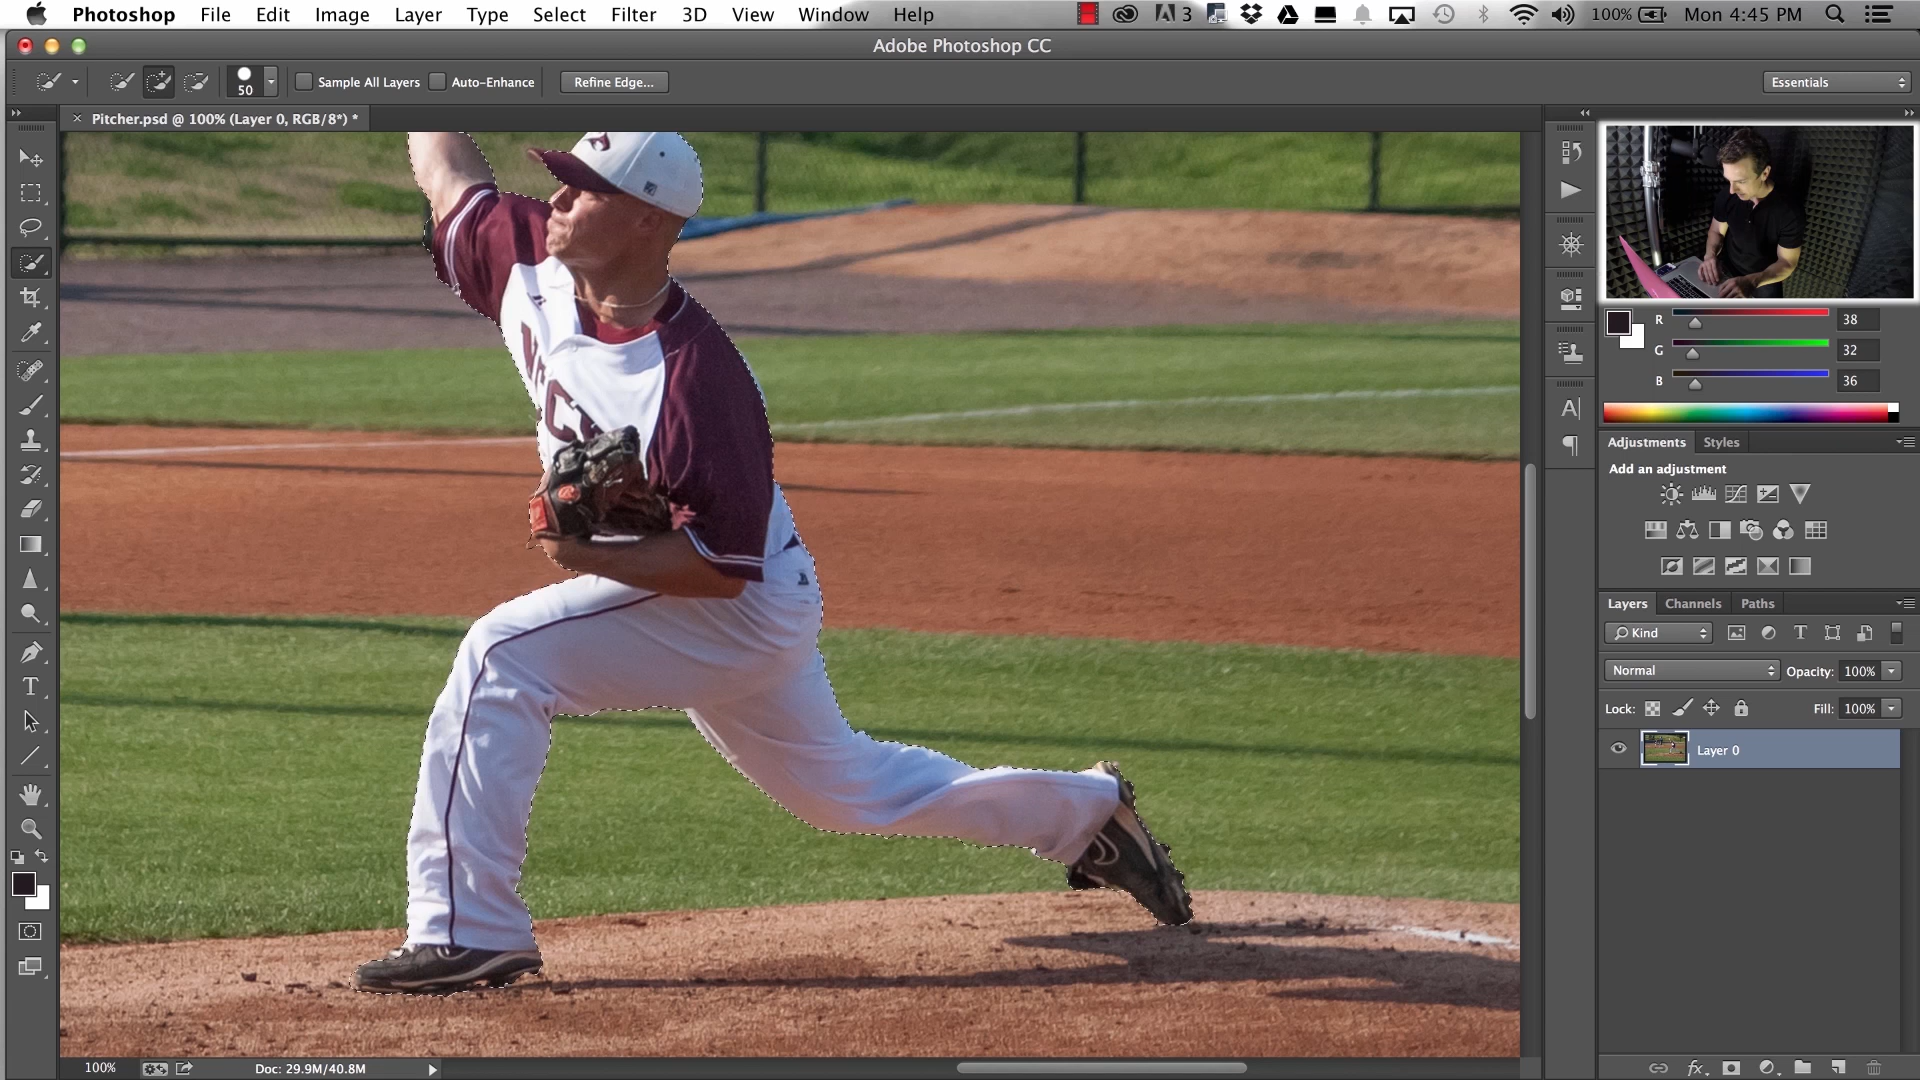 Photoshop File Edit Image Layer Type Select Filter 3D View Window Help 3 100% Mon 4:45 PM
Adobe Photoshop CC
50 Sample All Layers Auto-Enhance Refine Edge... Essentials
× Pitcher.psd @ 100% (Layer 0, RGB/8*) *
R 38
G 32
B 36
Adjustments Styles
Add an adjustment
Layers Channels Paths
Kind
Normal Opacity: 100%
Lock: Fill: 100%
Layer 0
100% Doc: 29.9M/40.8M